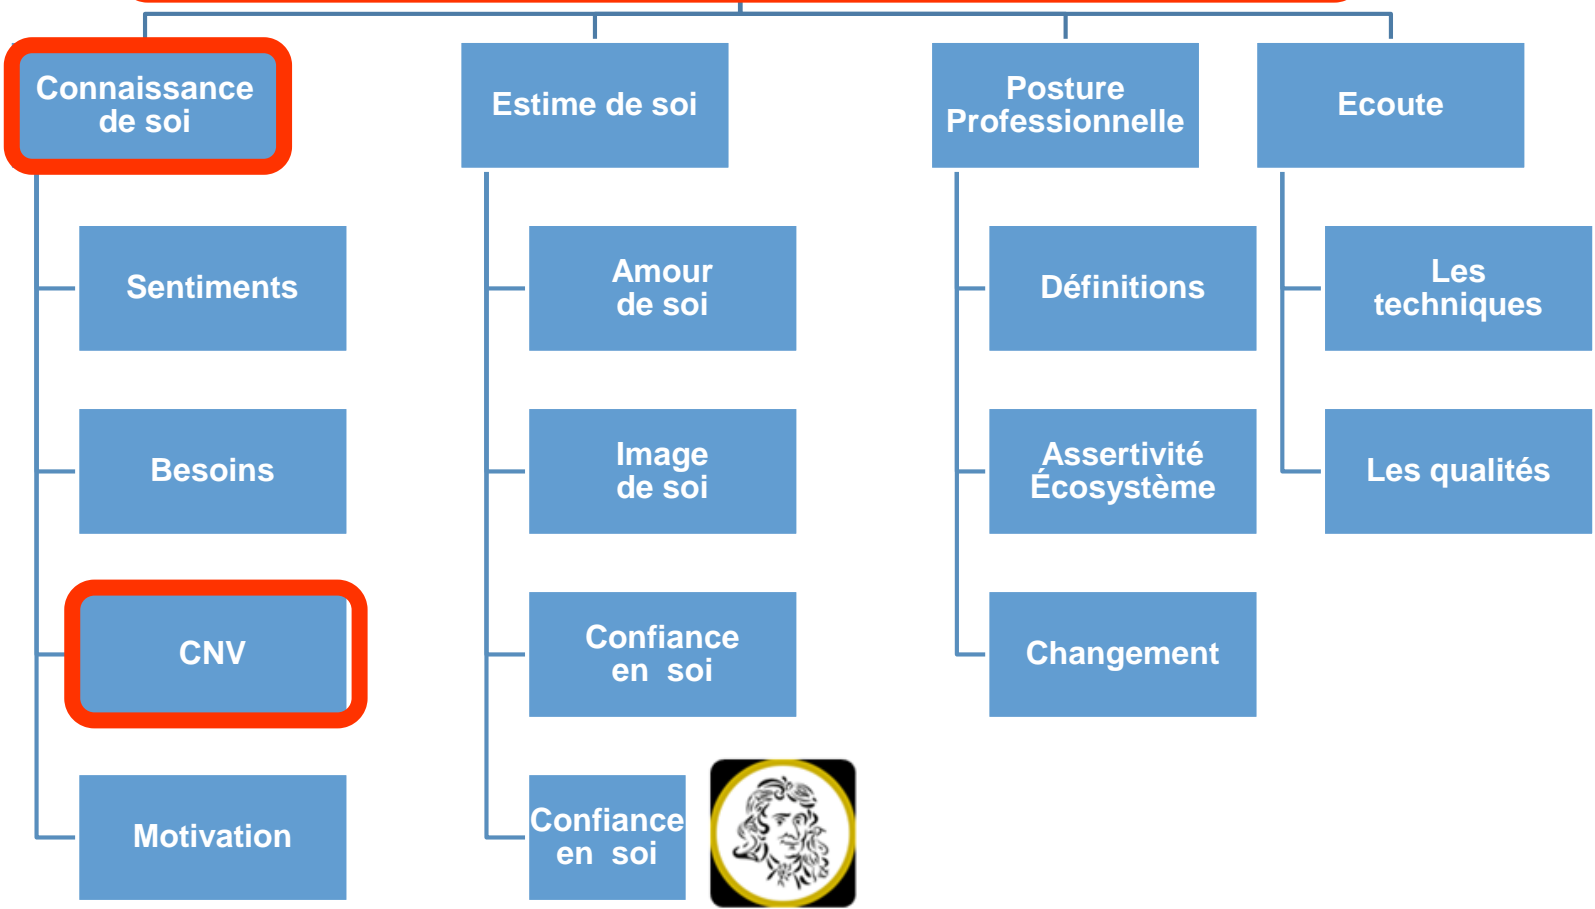 Connaissance
de soi
Sentiments
Besoins
CNV
Motivation
Estime de soi
Amour
de soi
Image
de soi
Confiance
en  soi
Confiance
en  soi
Posture
Professionnelle
Définitions
Assertivité
Écosystème
Changement
Ecoute
Les
techniques
Les qualités